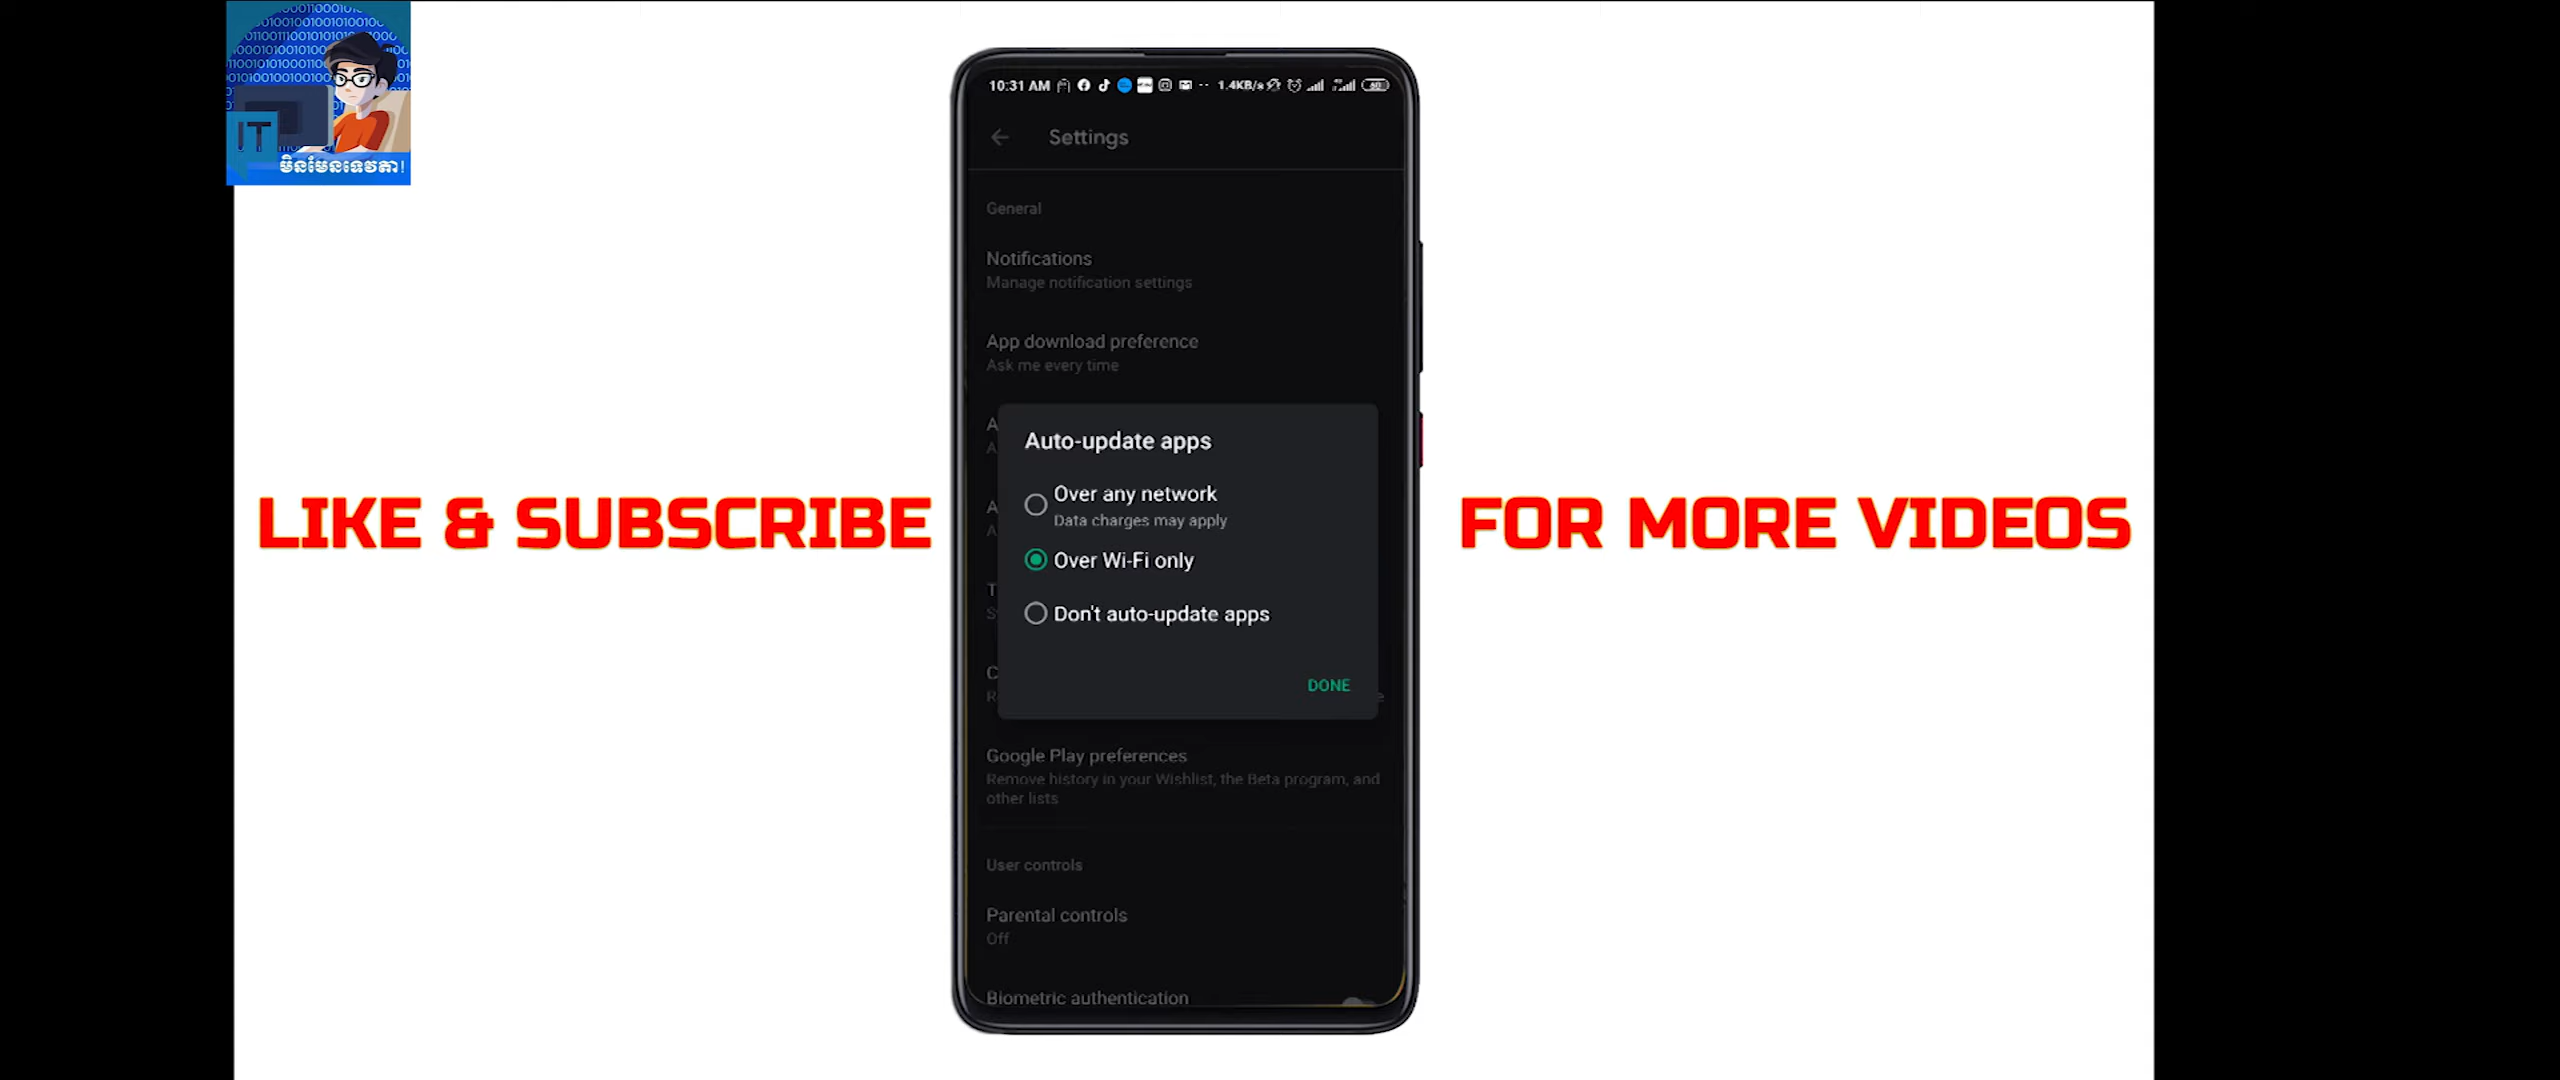 IT
មិនមែនទេវតា!
10:31 AM
1.4KB/s
60
Settings
General
Notifications
Manage notification settings
App download preference
Ask me every time
Auto-update apps
Over any network
Data charges may apply
Over Wi-Fi only
Don't auto-update apps
DONE
LIKE & SUBSCRIBE
FOR MORE VIDEOS
Google Play preferences
Remove history in your Wishlist, the Beta program, and
other lists
User controls
Parental controls
Off
Biometric authentication